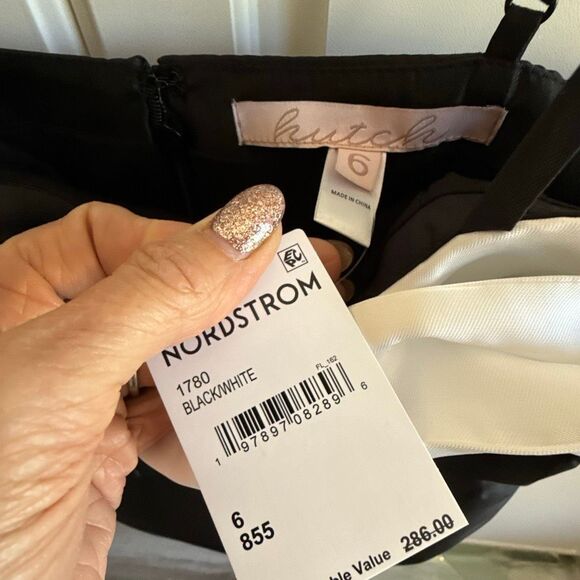 hutch
6
MADE IN CHINA
NORDSTROM
1780
BLACK/WHITE
FL_162
1 97897 08289 6
6
855
Value 286.00